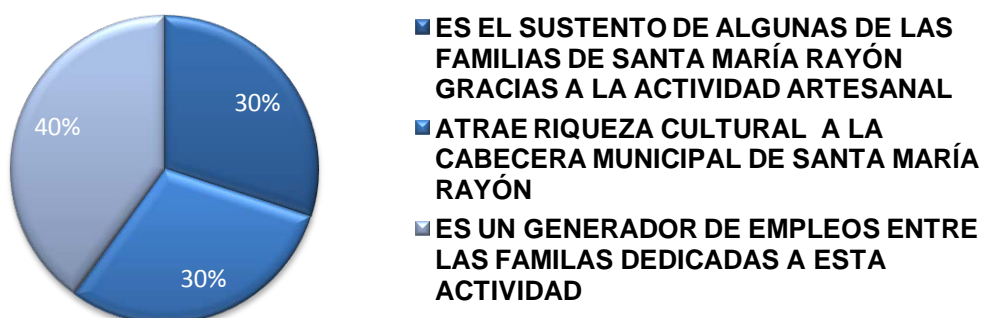 30%
40%
30%
ES EL SUSTENTO DE ALGUNAS DE LAS
FAMILIAS DE SANTA MARÍA RAYÓN
GRACIAS A LA ACTIVIDAD ARTESANAL
ATRAE RIQUEZA CULTURAL A LA
CABECERA MUNICIPAL DE SANTA MARÍA
RAYÓN
ES UN GENERADOR DE EMPLEOS ENTRE
LAS FAMILAS DEDICADAS A ESTA
ACTIVIDAD